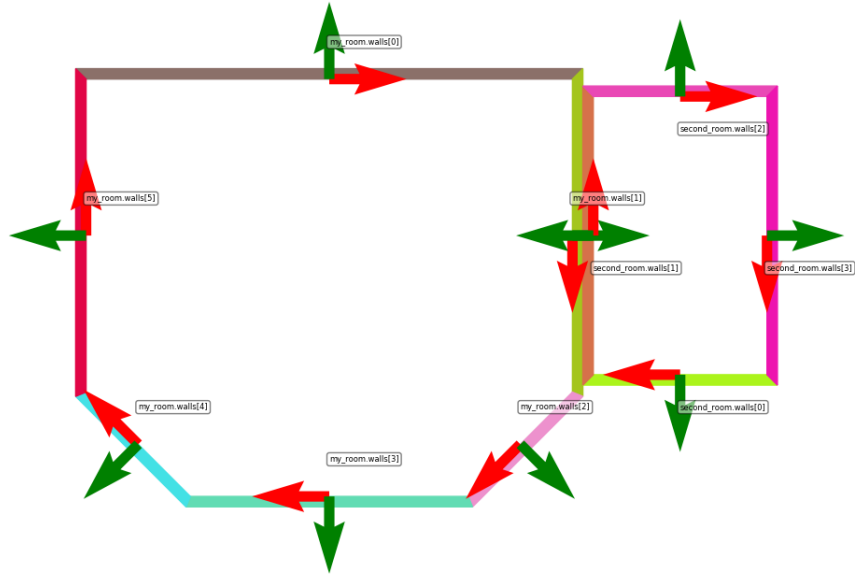 my_room.walls[0]
second_room.walls[2]
my_room.walls[5]
my_room.walls[1]
second_room.walls[1]
second_room.walls[3]
my_room.walls[4]
my_room.walls[2]
second_room.walls[0]
my_room.walls[3]